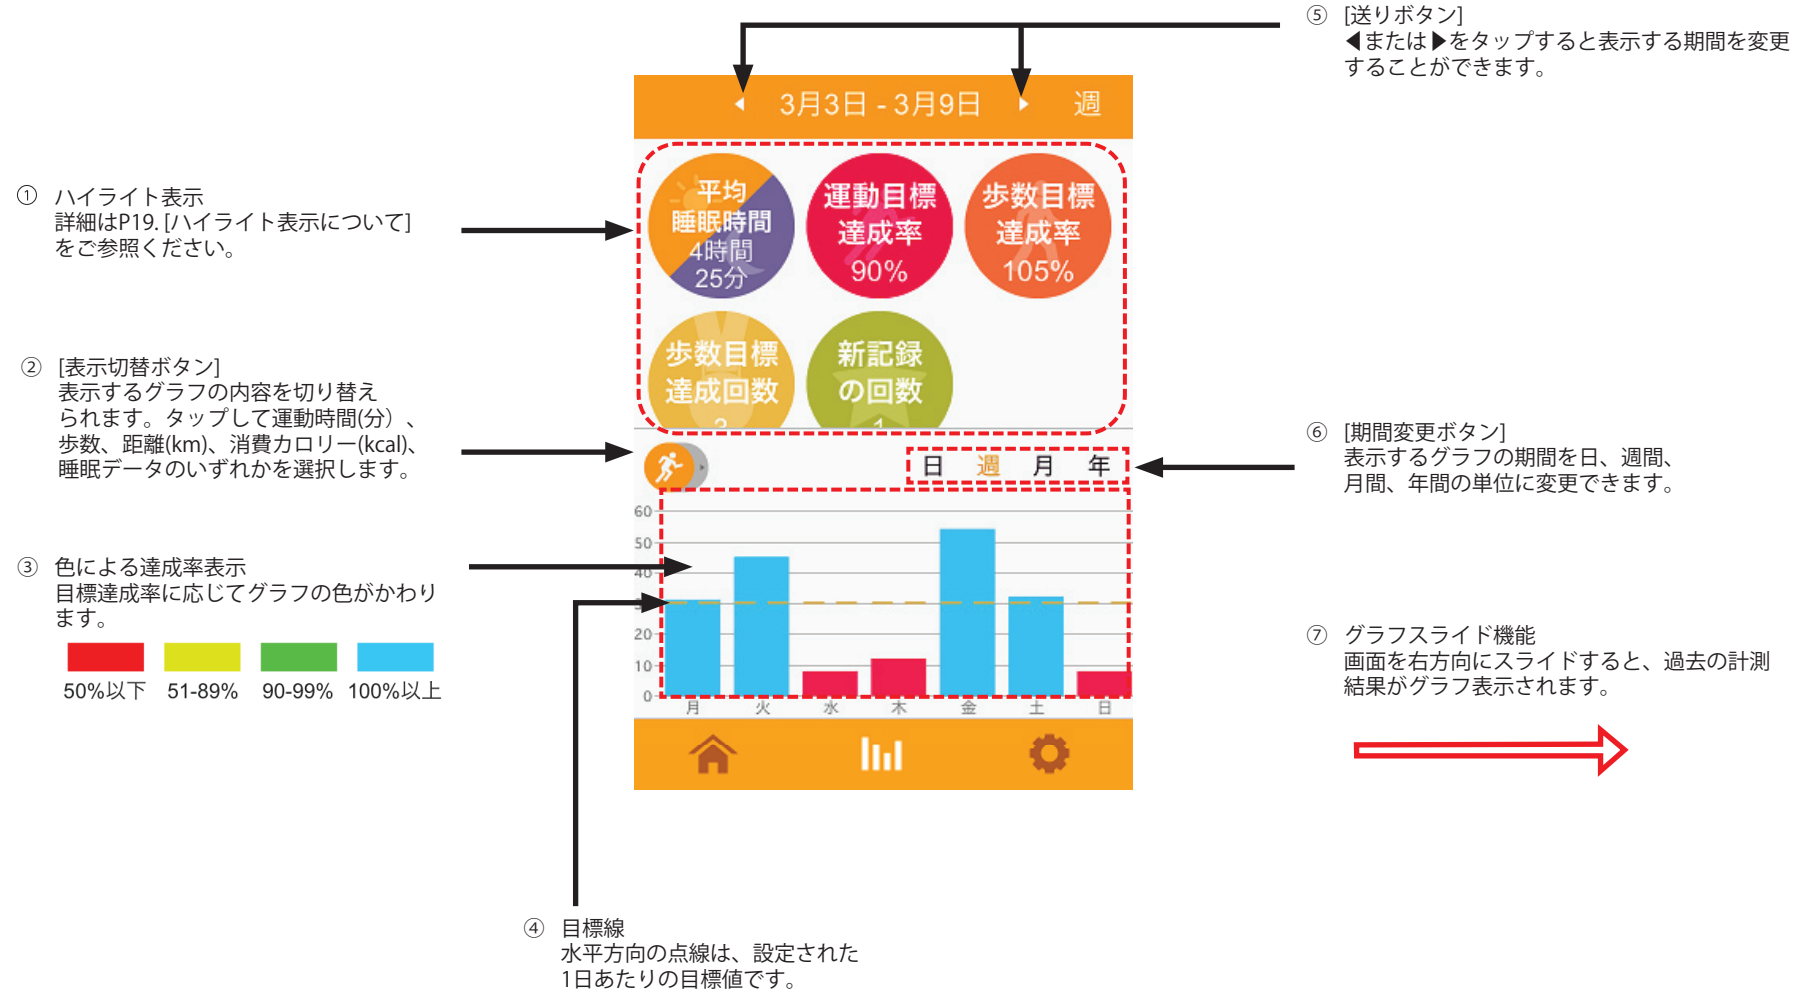 ⑤ [送りボタン]
◀または▶をタップすると表示する期間を変更
することができます。
3月3日 - 3月9日
週
① ハイライト表示
詳細はP19. [ハイライト表示について]
をご参照ください。
平均
睡眠時間
4時間
25分
運動目標
達成率
90%
歩数目標
達成率
105%
歩数目標
達成回数
新記録
の回数
1
② [表示切替ボタン]
表示するグラフの内容を切り替え
られます。タップして運動時間(分）、
歩数、距離(km)、消費カロリー(kcal)、
睡眠データのいずれかを選択します。
日 週 月 年
⑥ [期間変更ボタン]
表示するグラフの期間を日、週間、
月間、年間の単位に変更できます。
60
50
40
20
10
0
月 火 水 木 金 土 日
③ 色による達成率表示
目標達成率に応じてグラフの色がかわり
ます。
50%以下 51-89% 90-99% 100%以上
⑦ グラフスライド機能
画面を右方向にスライドすると、過去の計測
結果がグラフ表示されます。
④ 目標線
水平方向の点線は、設定された
1日あたりの目標値です。